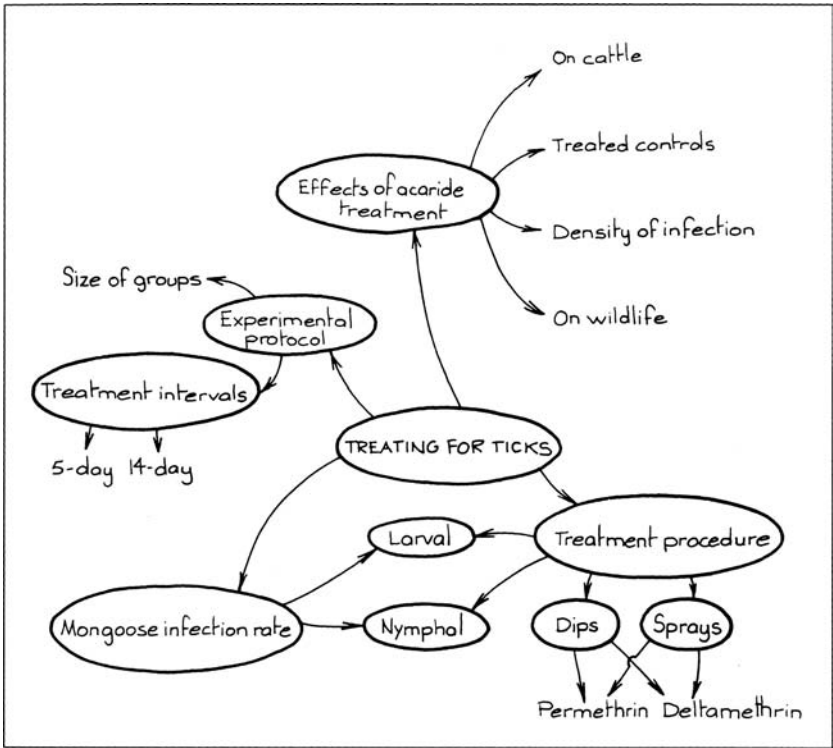 On cattle
Treated controls
Effects of acaride
treatment
Density of infection
On wildlife
Size of groups
Experimental
protocol
Treatment intervals
5-day 14-day
TREATING FOR TICKS
Larval
Treatment procedure
Mongoose infection rate
Nymphal
Dips
Sprays
Permethrin Deltamethrin